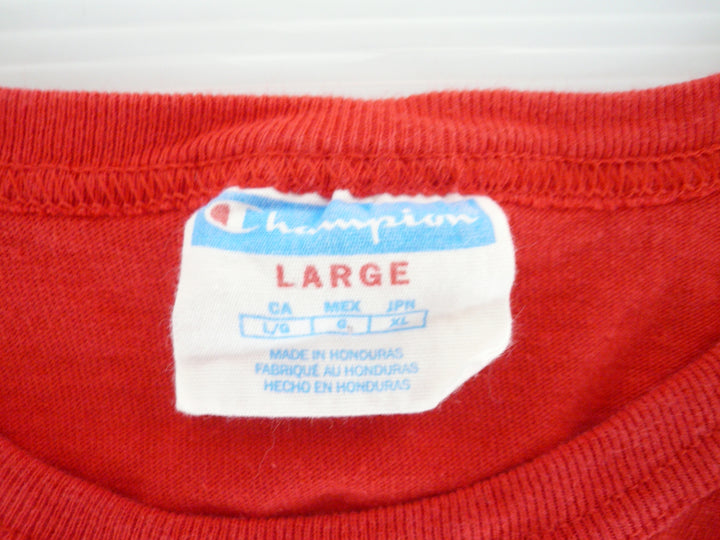 Champion
LARGE
CA MEX JPN
L/G G XL
MADE IN HONDURAS
FABRIQUÉ AU HONDURAS
HECHO EN HONDURAS